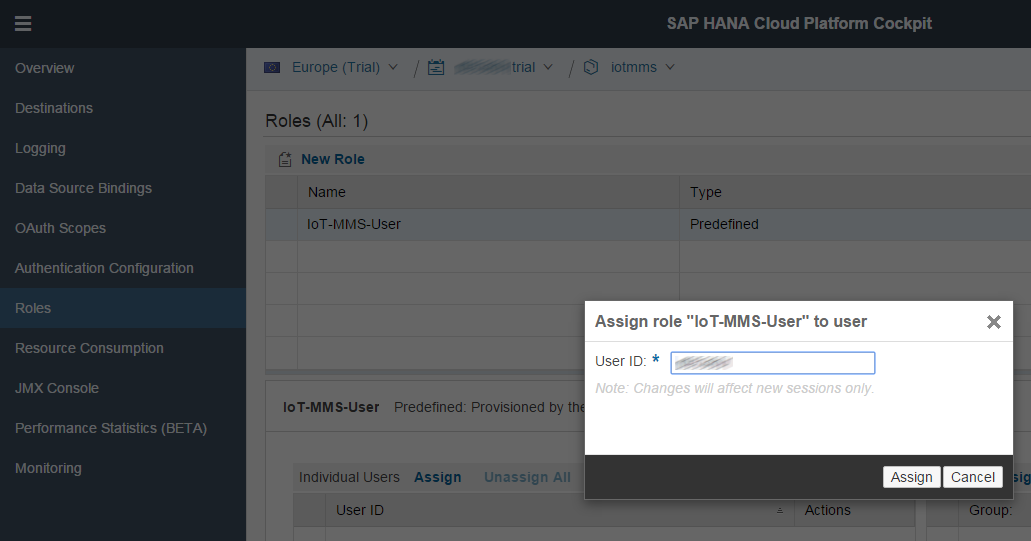 SAP HANA Cloud Platform Cockpit
Overview
Destinations
Logging
Data Source Bindings
OAuth Scopes
Authentication Configuration
Roles
Resource Consumption
JMX Console
Performance Statistics (BETA)
Monitoring
Europe (Trial) / trial / iotmms
Roles (All: 1)
New Role
Name Type
IoT-MMS-User Predefined
Assign role "IoT-MMS-User" to user
User ID: *
Note: Changes will affect new sessions only.
Assign Cancel
IoT-MMS-User Predefined: Provisioned by the
Individual Users Assign Unassign All
User ID Actions Group: